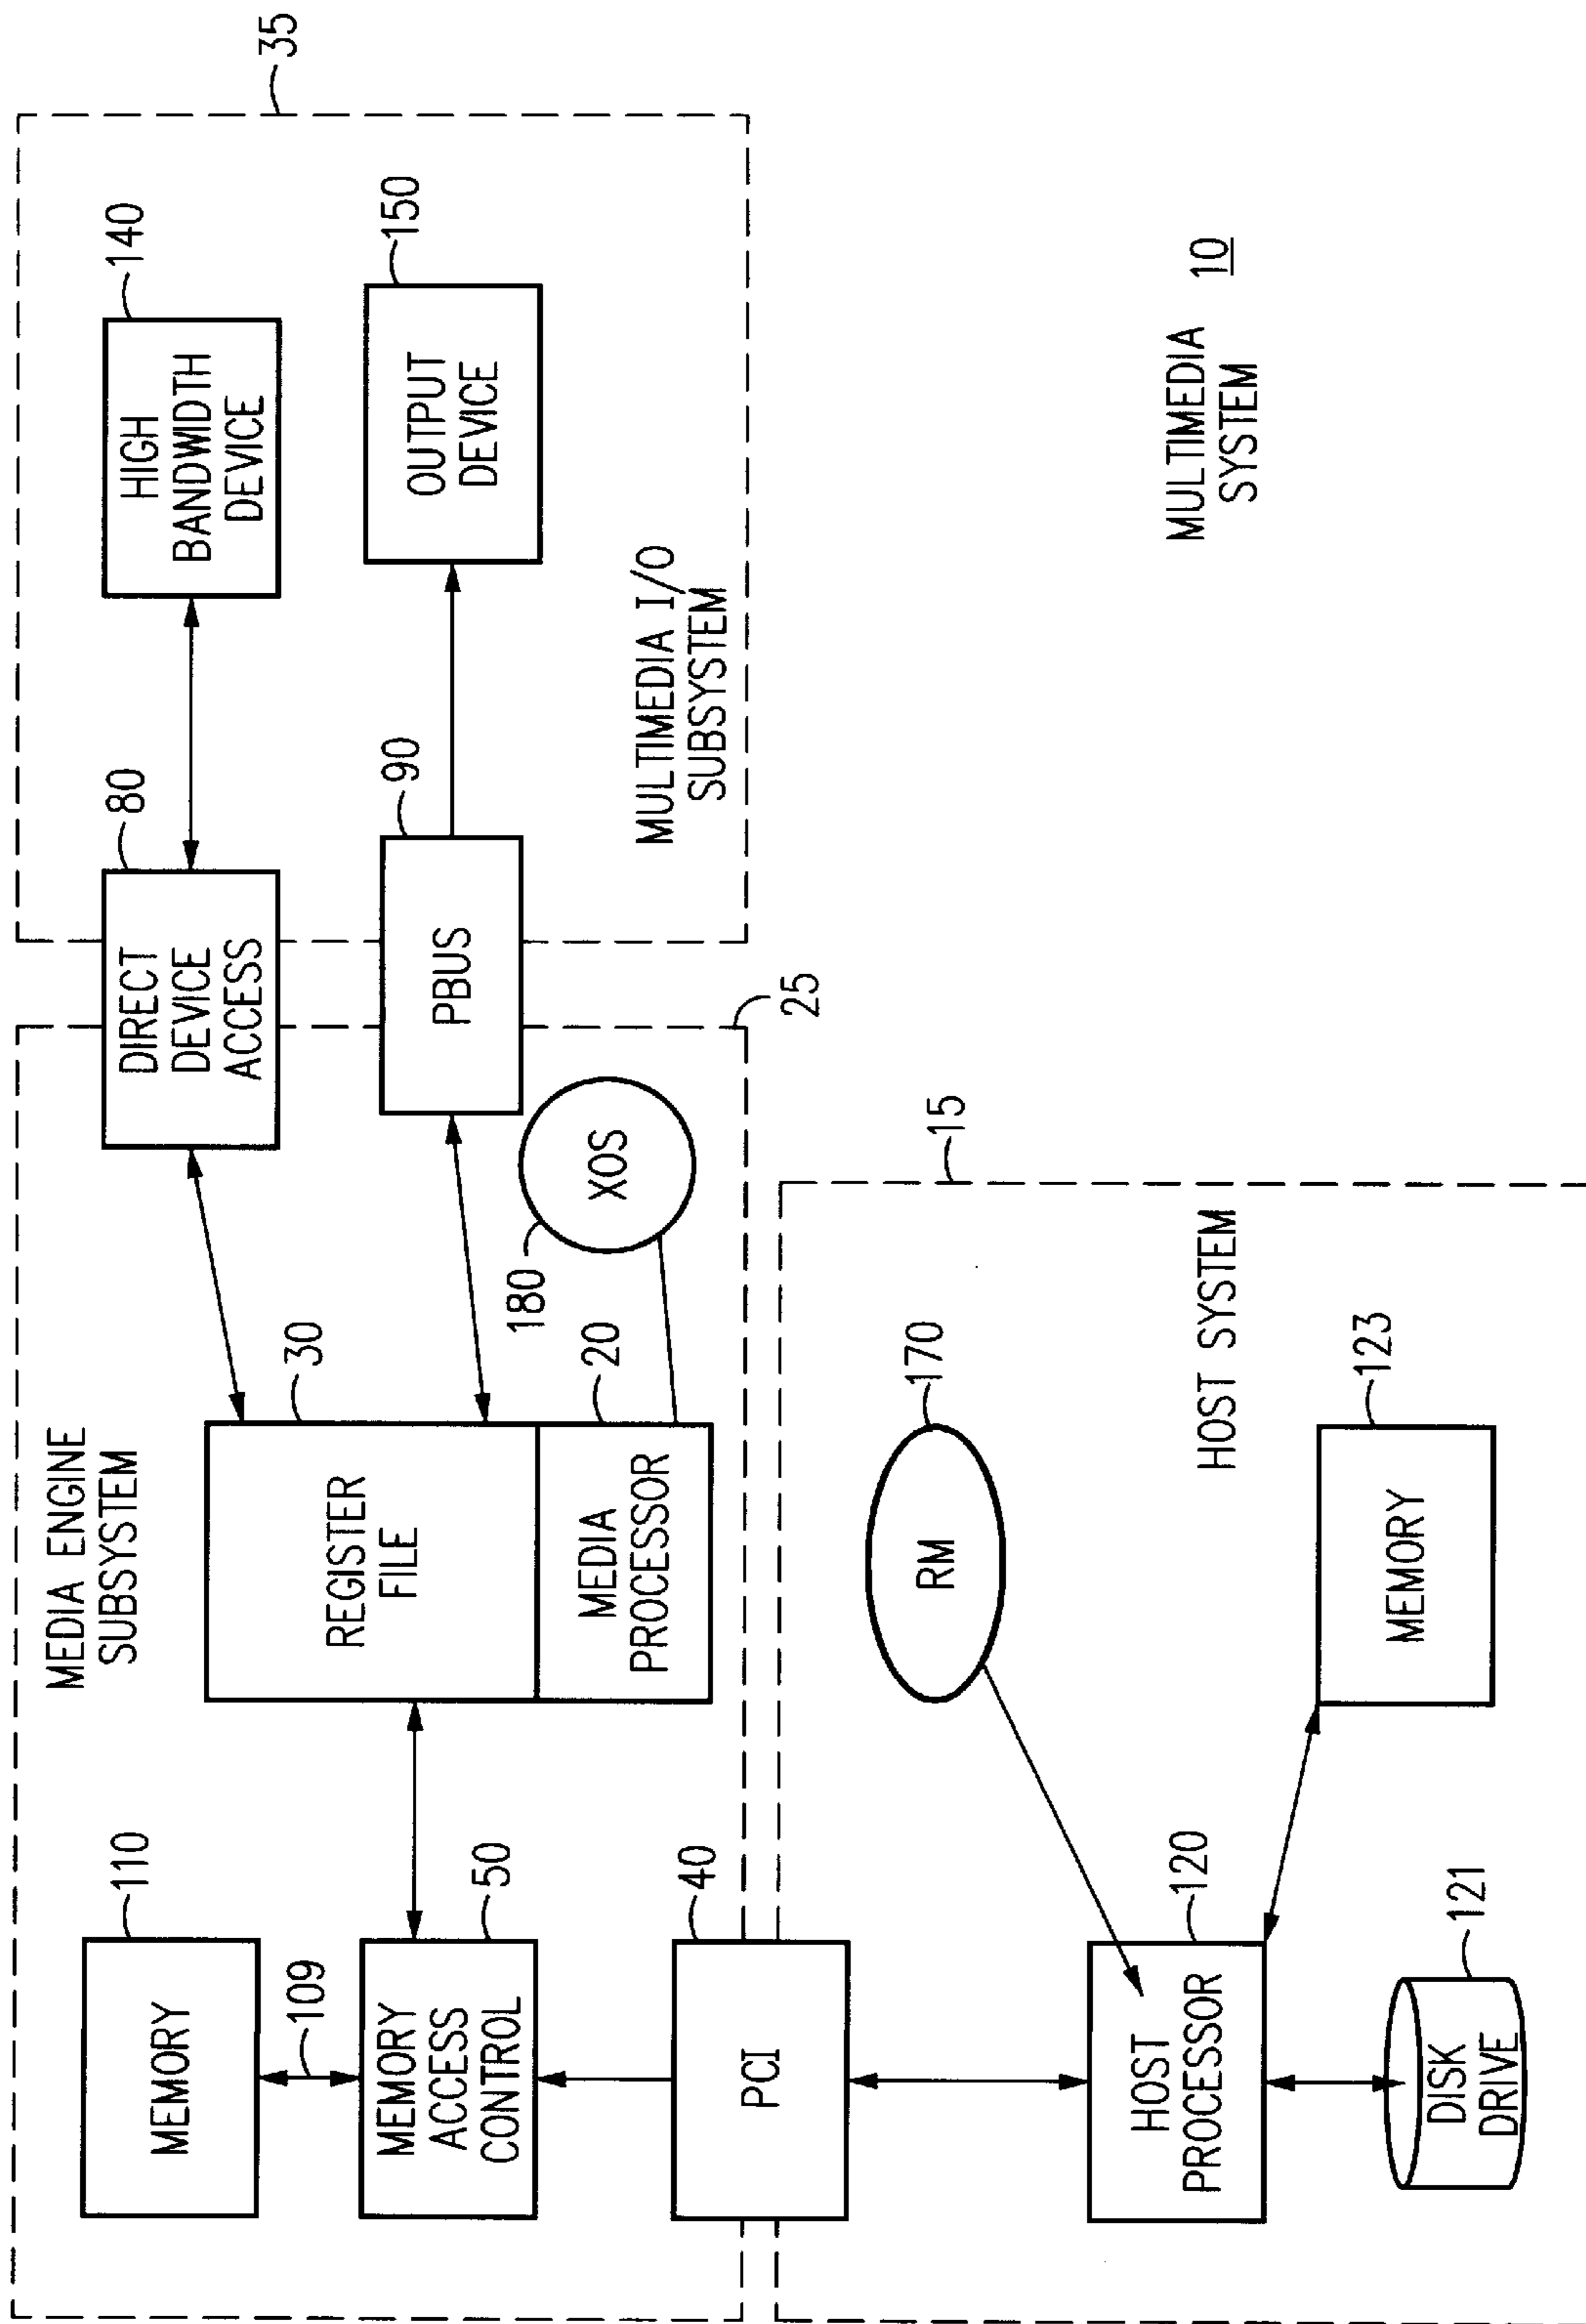 MEDIA ENGINE
SUBSYSTEM
110
MEMORY
109
50
MEMORY
ACCESS
CONTROL
40
PCI
30
REGISTER
FILE
20
MEDIA
PROCESSOR
180
XOS
25
80
DIRECT
DEVICE
ACCESS
90
PBUS
35
140
HIGH
BANDWIDTH
DEVICE
150
OUTPUT
DEVICE
MULTIMEDIA I/O
SUBSYSTEM
15
HOST SYSTEM
170
RM
120
HOST
PROCESSOR
121
DISK
DRIVE
123
MEMORY
MULTIMEDIA 10
SYSTEM